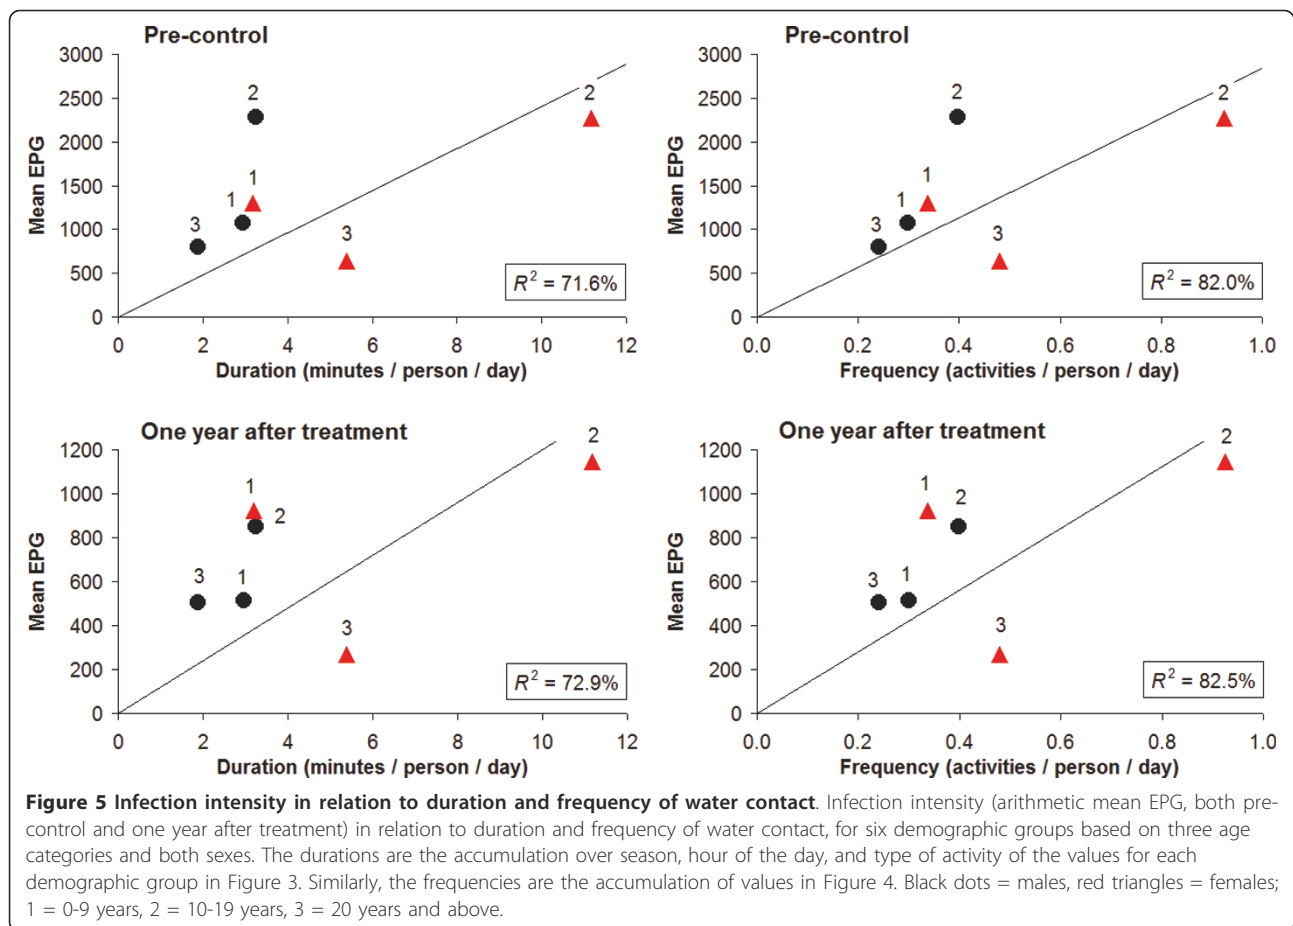 Pre-control
3000
2500
2000
1500
1000
500
0
Mean EPG
2
2
1
1
3
3
R² = 71.6%
0 2 4 6 8 10 12
Duration (minutes / person / day)
Pre-control
3000
2500
2000
1500
1000
500
0
Mean EPG
2
2
1
1
3
3
R² = 82.0%
0.0 0.2 0.4 0.6 0.8 1.0
Frequency (activities / person / day)
One year after treatment
1200
1000
800
600
400
200
0
Mean EPG
2
1
2
3
1
3
R² = 72.9%
0 2 4 6 8 10 12
Duration (minutes / person / day)
One year after treatment
1200
1000
800
600
400
200
0
Mean EPG
2
1
2
3
1
3
R² = 82.5%
0.0 0.2 0.4 0.6 0.8 1.0
Frequency (activities / person / day)
Figure 5 Infection intensity in relation to duration and frequency of water contact. Infection intensity (arithmetic mean EPG, both pre-
control and one year after treatment) in relation to duration and frequency of water contact, for six demographic groups based on three age
categories and both sexes. The durations are the accumulation over season, hour of the day, and type of activity of the values for each
demographic group in Figure 3. Similarly, the frequencies are the accumulation of values in Figure 4. Black dots = males, red triangles = females;
1 = 0-9 years, 2 = 10-19 years, 3 = 20 years and above.